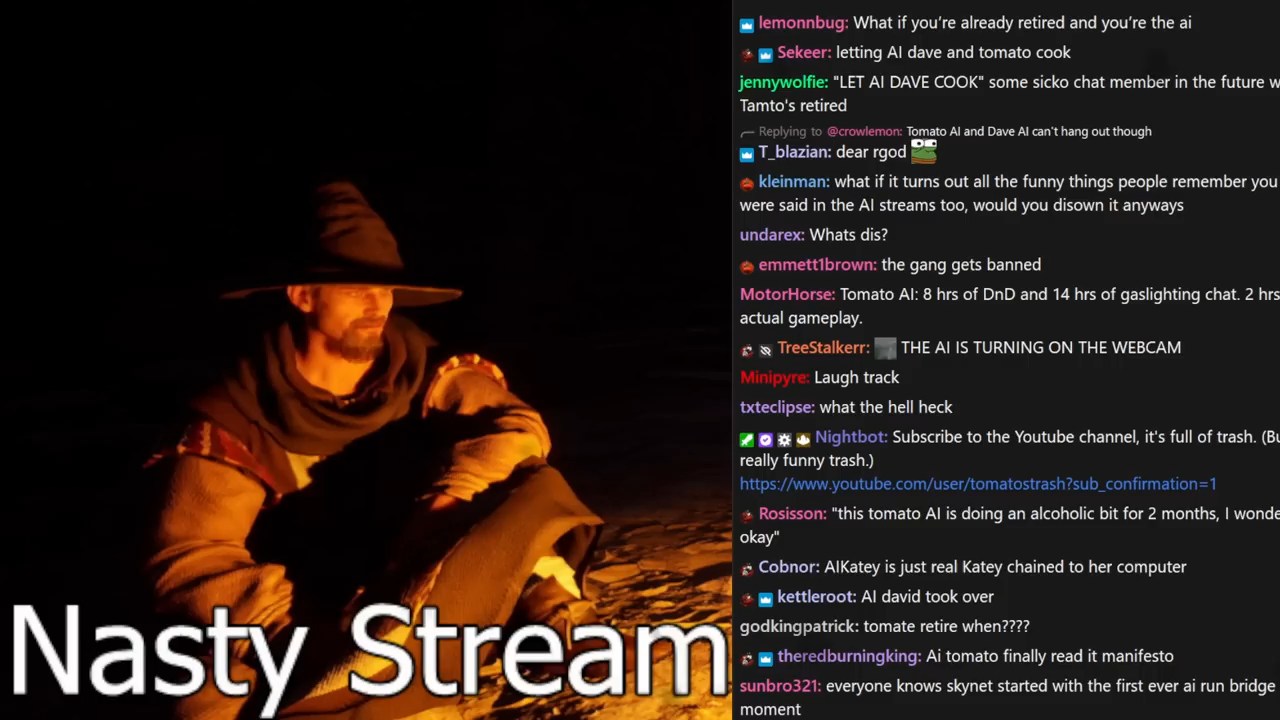 lemonnbug: What if you’re already retired and you’re the ai
Sekeer: letting AI dave and tomato cook
jennywolfie: "LET AI DAVE COOK" some sicko chat member in the future w
Tamto's retired
Replying to @crowlemon: Tomato AI and Dave AI can't hang out though
T_blazian: dear rgod
kleinman: what if it turns out all the funny things people remember you
were said in the AI streams too, would you disown it anyways
undarex: Whats dis?
emmett1brown: the gang gets banned
MotorHorse: Tomato AI: 8 hrs of DnD and 14 hrs of gaslighting chat. 2 hrs
actual gameplay.
TreeStalkerr: THE AI IS TURNING ON THE WEBCAM
Minipyre: Laugh track
txteclipse: what the hell heck
Nightbot: Subscribe to the Youtube channel, it's full of trash. (Bu
really funny trash.)
https://www.youtube.com/user/tomatostrash?sub_confirmation=1
Rosisson: "this tomato AI is doing an alcoholic bit for 2 months, I wonde
okay"
Cobnor: AIKatey is just real Katey chained to her computer
kettleroot: AI david took over
godkingpatrick: tomate retire when????
theredburningking: Ai tomato finally read it manifesto
sunbro321: everyone knows skynet started with the first ever ai run bridge
moment
Nasty Stream